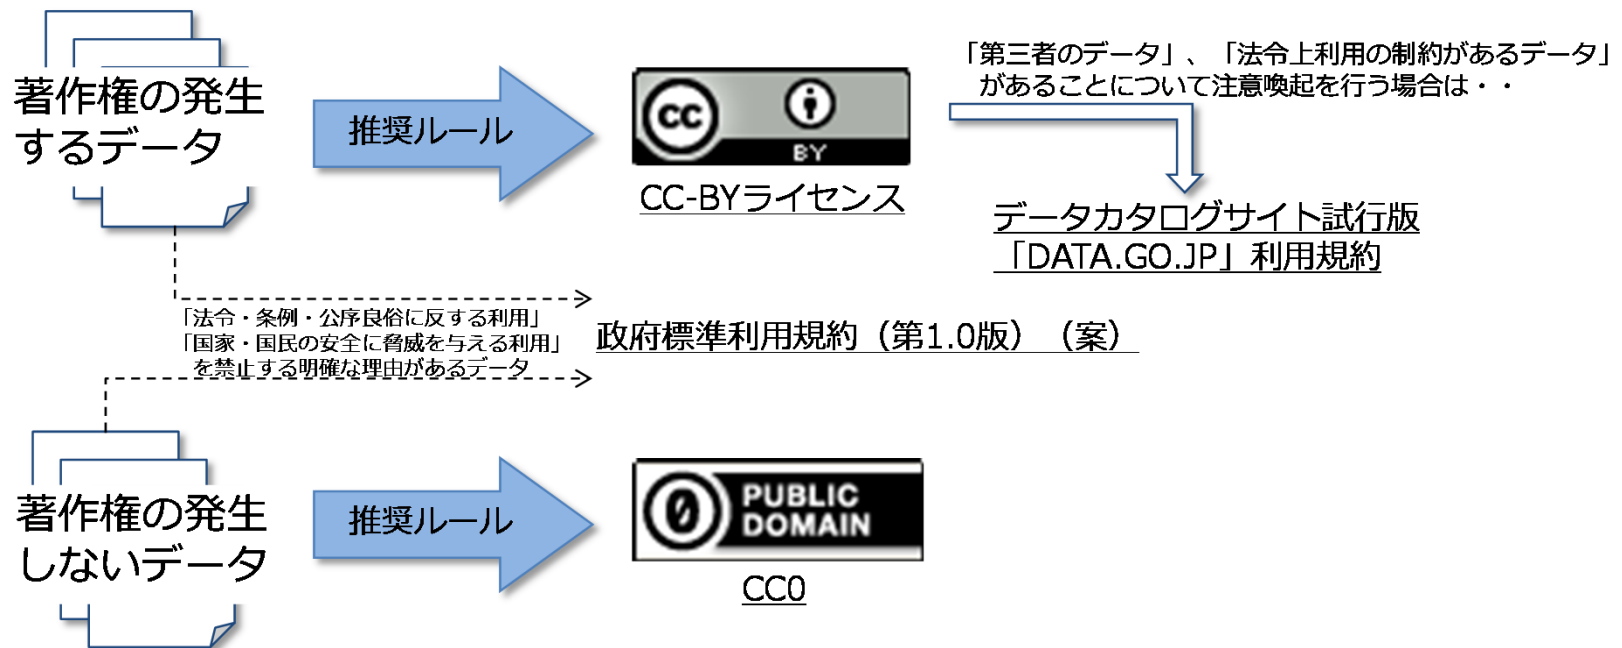 著作権の発生
するデータ
推奨ルール
CC
BY
CC-BYライセンス
「第三者のデータ」、「法令上利用の制約があるデータ」
があることについて注意喚起を行う場合は・・
データカタログサイト試行版
「DATA.GO.JP」利用規約
「法令・条例・公序良俗に反する利用」
「国家・国民の安全に脅威を与える利用」
を禁止する明確な理由があるデータ
政府標準利用規約（第1.0版）（案）
著作権の発生
しないデータ
推奨ルール
0
PUBLIC
DOMAIN
CC0